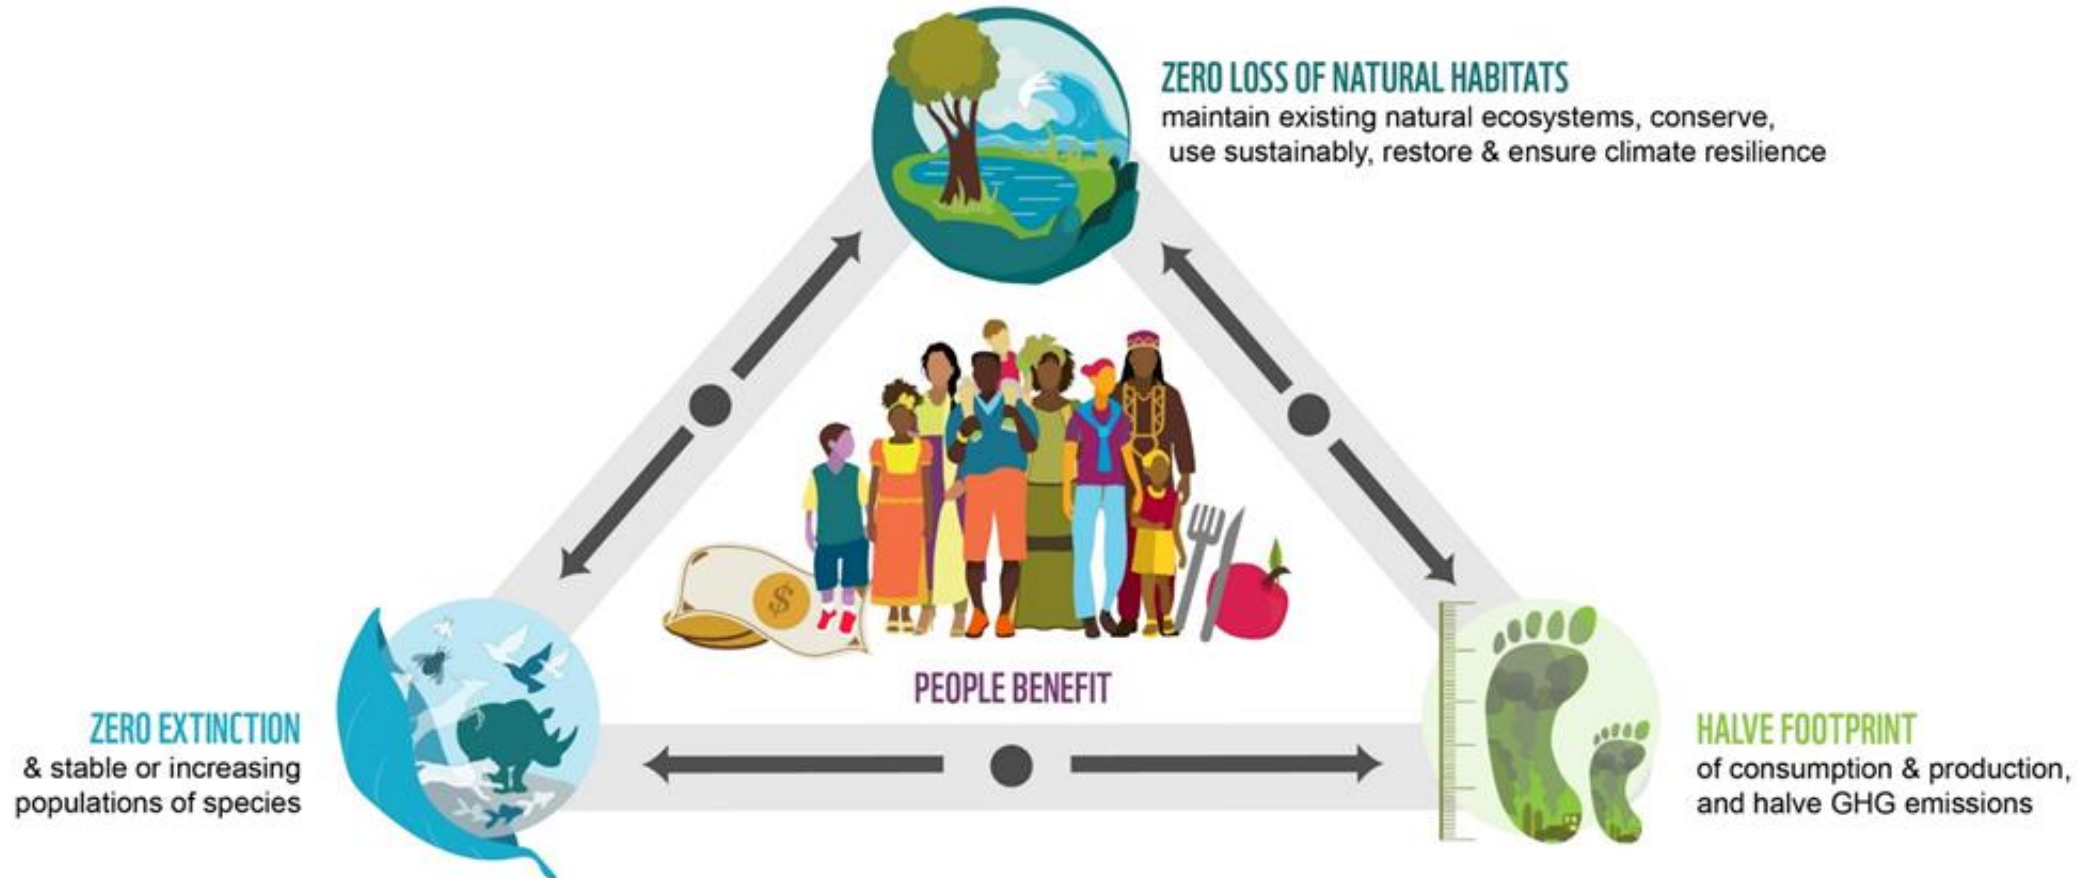 ZERO LOSS OF NATURAL HABITATS
maintain existing natural ecosystems, conserve,
use sustainably, restore & ensure climate resilience
$
PEOPLE BENEFIT
ZERO EXTINCTION
& stable or increasing
populations of species
HALVE FOOTPRINT
of consumption & production,
and halve GHG emissions